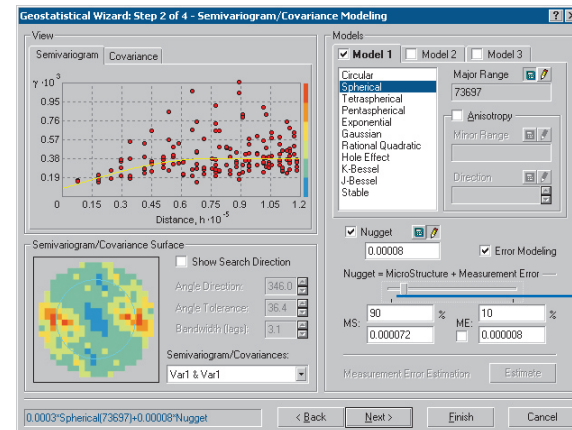 Geostatistical Wizard: Step 2 of 4 - Semivariogram/Covariance Modeling
View
Semivariogram
Covariance
γ·10 3
0.95
0.76
0.57
0.38
0.19
0 0.15 0.3 0.45 0.6 0.75 0.9 1.05 1.2
Distance, h·10 -5
Semivariogram/Covariance Surface
Show Search Direction
Angle Direction: 346.0
Angle Tolerance: 36.4
Bandwidth (lags): 3.1
Semivariogram/Covariances:
Var1 & Var1
Models
Model 1
Model 2
Model 3
Circular
Spherical
Tetraspherical
Pentaspherical
Exponential
Gaussian
Rational Quadratic
Hole Effect
K-Bessel
J-Bessel
Stable
Major Range
73697
Anisotropy
Minor Range
Direction
Nugget
0.00008
Error Modeling
Nugget = MicroStructure + Measurement Error
MS: 90 %
0.000072
ME: 10 %
0.000008
Measurement Error Estimation
Estimate
0.0003*Spherical(73697)+0.00008*Nugget
< Back
Next >
Finish
Cancel